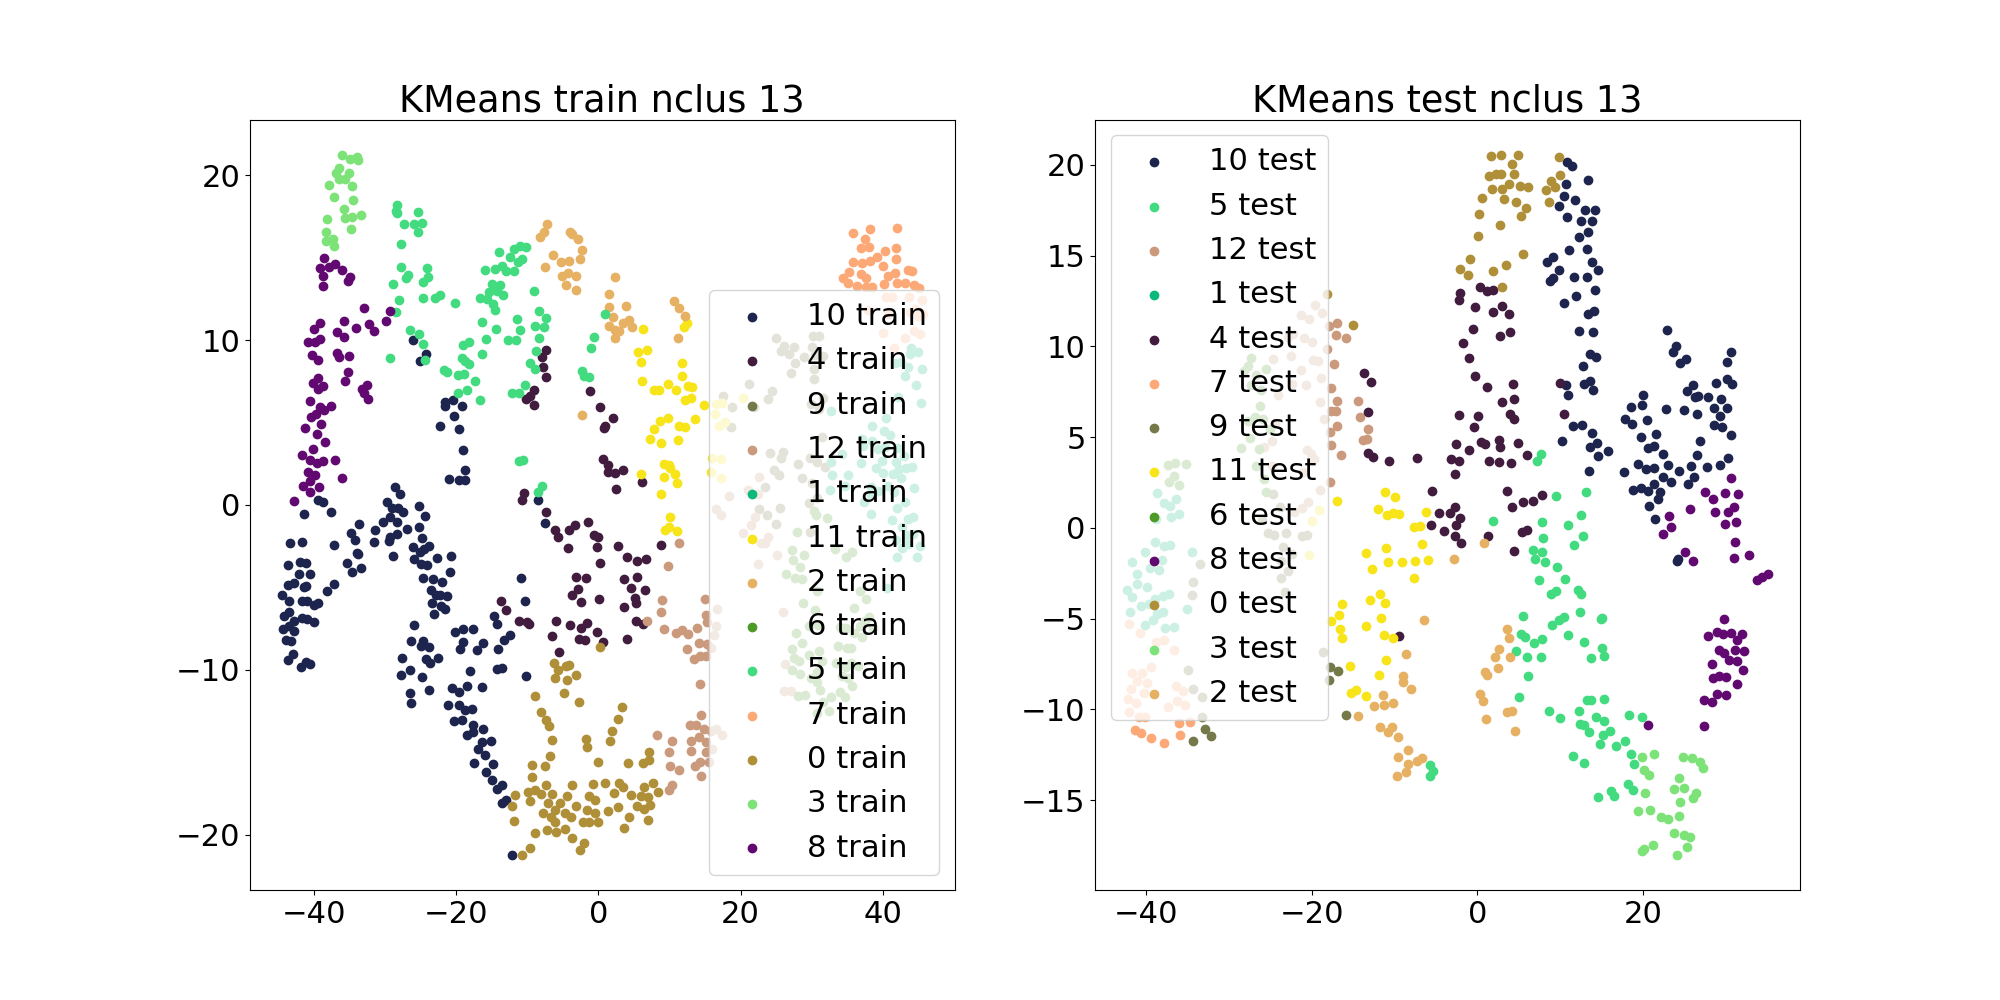 KMeans train nclus 13
20
10
0
−10
−20
−40
−20
0
20
40
10 train
4 train
9 train
12 train
1 train
11 train
2 train
6 train
5 train
7 train
0 train
3 train
8 train
KMeans test nclus 13
20
15
10
5
0
−5
−10
−15
−40
−20
0
20
10 test
5 test
12 test
1 test
4 test
7 test
9 test
11 test
6 test
8 test
0 test
3 test
2 test